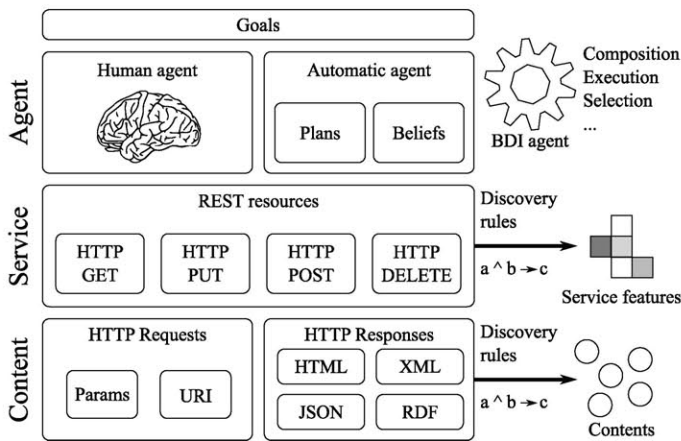 Goals
Agent
Human agent
Automatic agent
Plans
Beliefs
BDI agent
Composition
Execution
Selection
...
Service
REST resources
HTTP
GET
HTTP
PUT
HTTP
POST
HTTP
DELETE
Discovery
rules
a ^ b → c
Service features
Content
HTTP Requests
Params
URI
HTTP Responses
HTML
XML
JSON
RDF
Discovery
rules
a ^ b → c
Contents